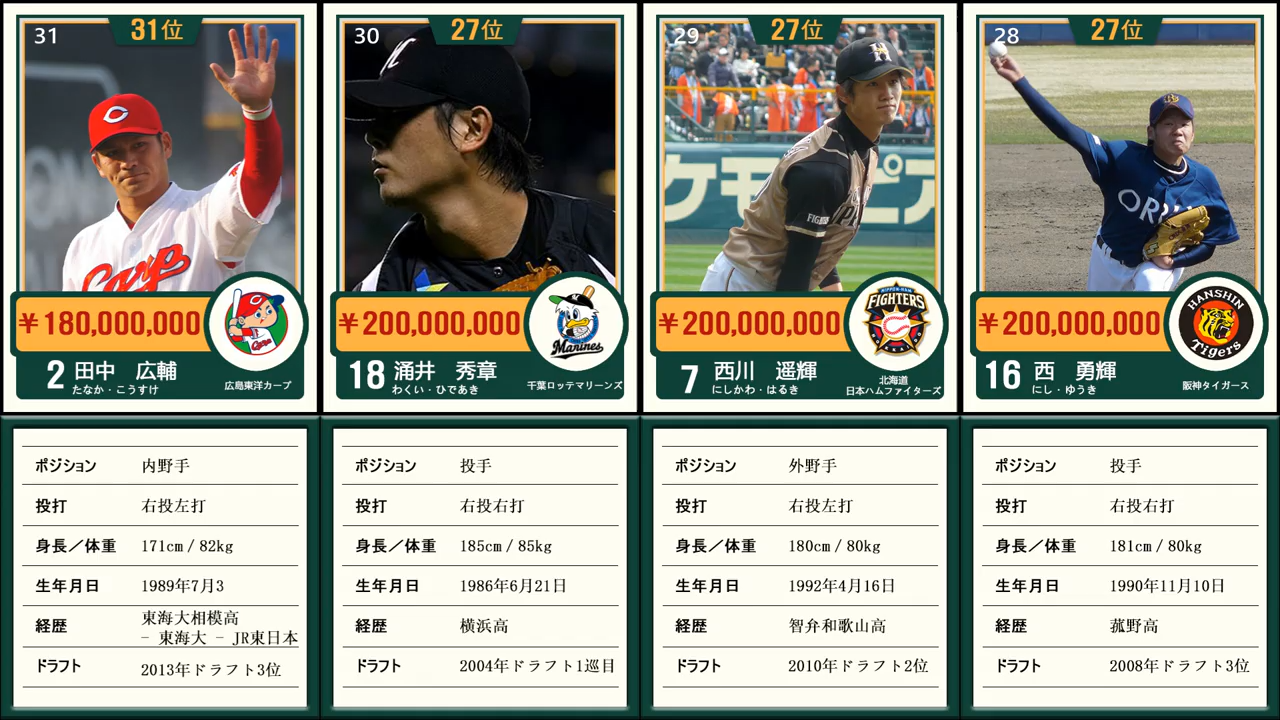 31
31位
C
Carp
¥180,000,000
2 田中 広輔
たなか・こうすけ
広島東洋カープ
ポジション 内野手
投打 右投左打
身長／体重 171cm / 82kg
生年月日 1989年7月3
経歴 東海大相模高
－ 東海大 － JR東日本
ドラフト 2013年ドラフト3位
30
27位
¥200,000,000
Marines
18 涌井 秀章
わくい・ひであき
千葉ロッテマリーンズ
ポジション 投手
投打 右投右打
身長／体重 185cm / 85kg
生年月日 1986年6月21日
経歴 横浜高
ドラフト 2004年ドラフト1巡目
29
27位
H
ケモピア
¥200,000,000
NIPPON-HAM
FIGHTERS
HOKKAIDO
7 西川 遥輝
にしかわ・はるき
北海道
日本ハムファイターズ
ポジション 外野手
投打 右投左打
身長／体重 180cm / 80kg
生年月日 1992年4月16日
経歴 智弁和歌山高
ドラフト 2010年ドラフト2位
28
27位
¥200,000,000
HANSHIN
Tigers
16 西 勇輝
にし・ゆうき
阪神タイガース
ポジション 投手
投打 右投右打
身長／体重 181cm / 80kg
生年月日 1990年11月10日
経歴 菰野高
ドラフト 2008年ドラフト3位